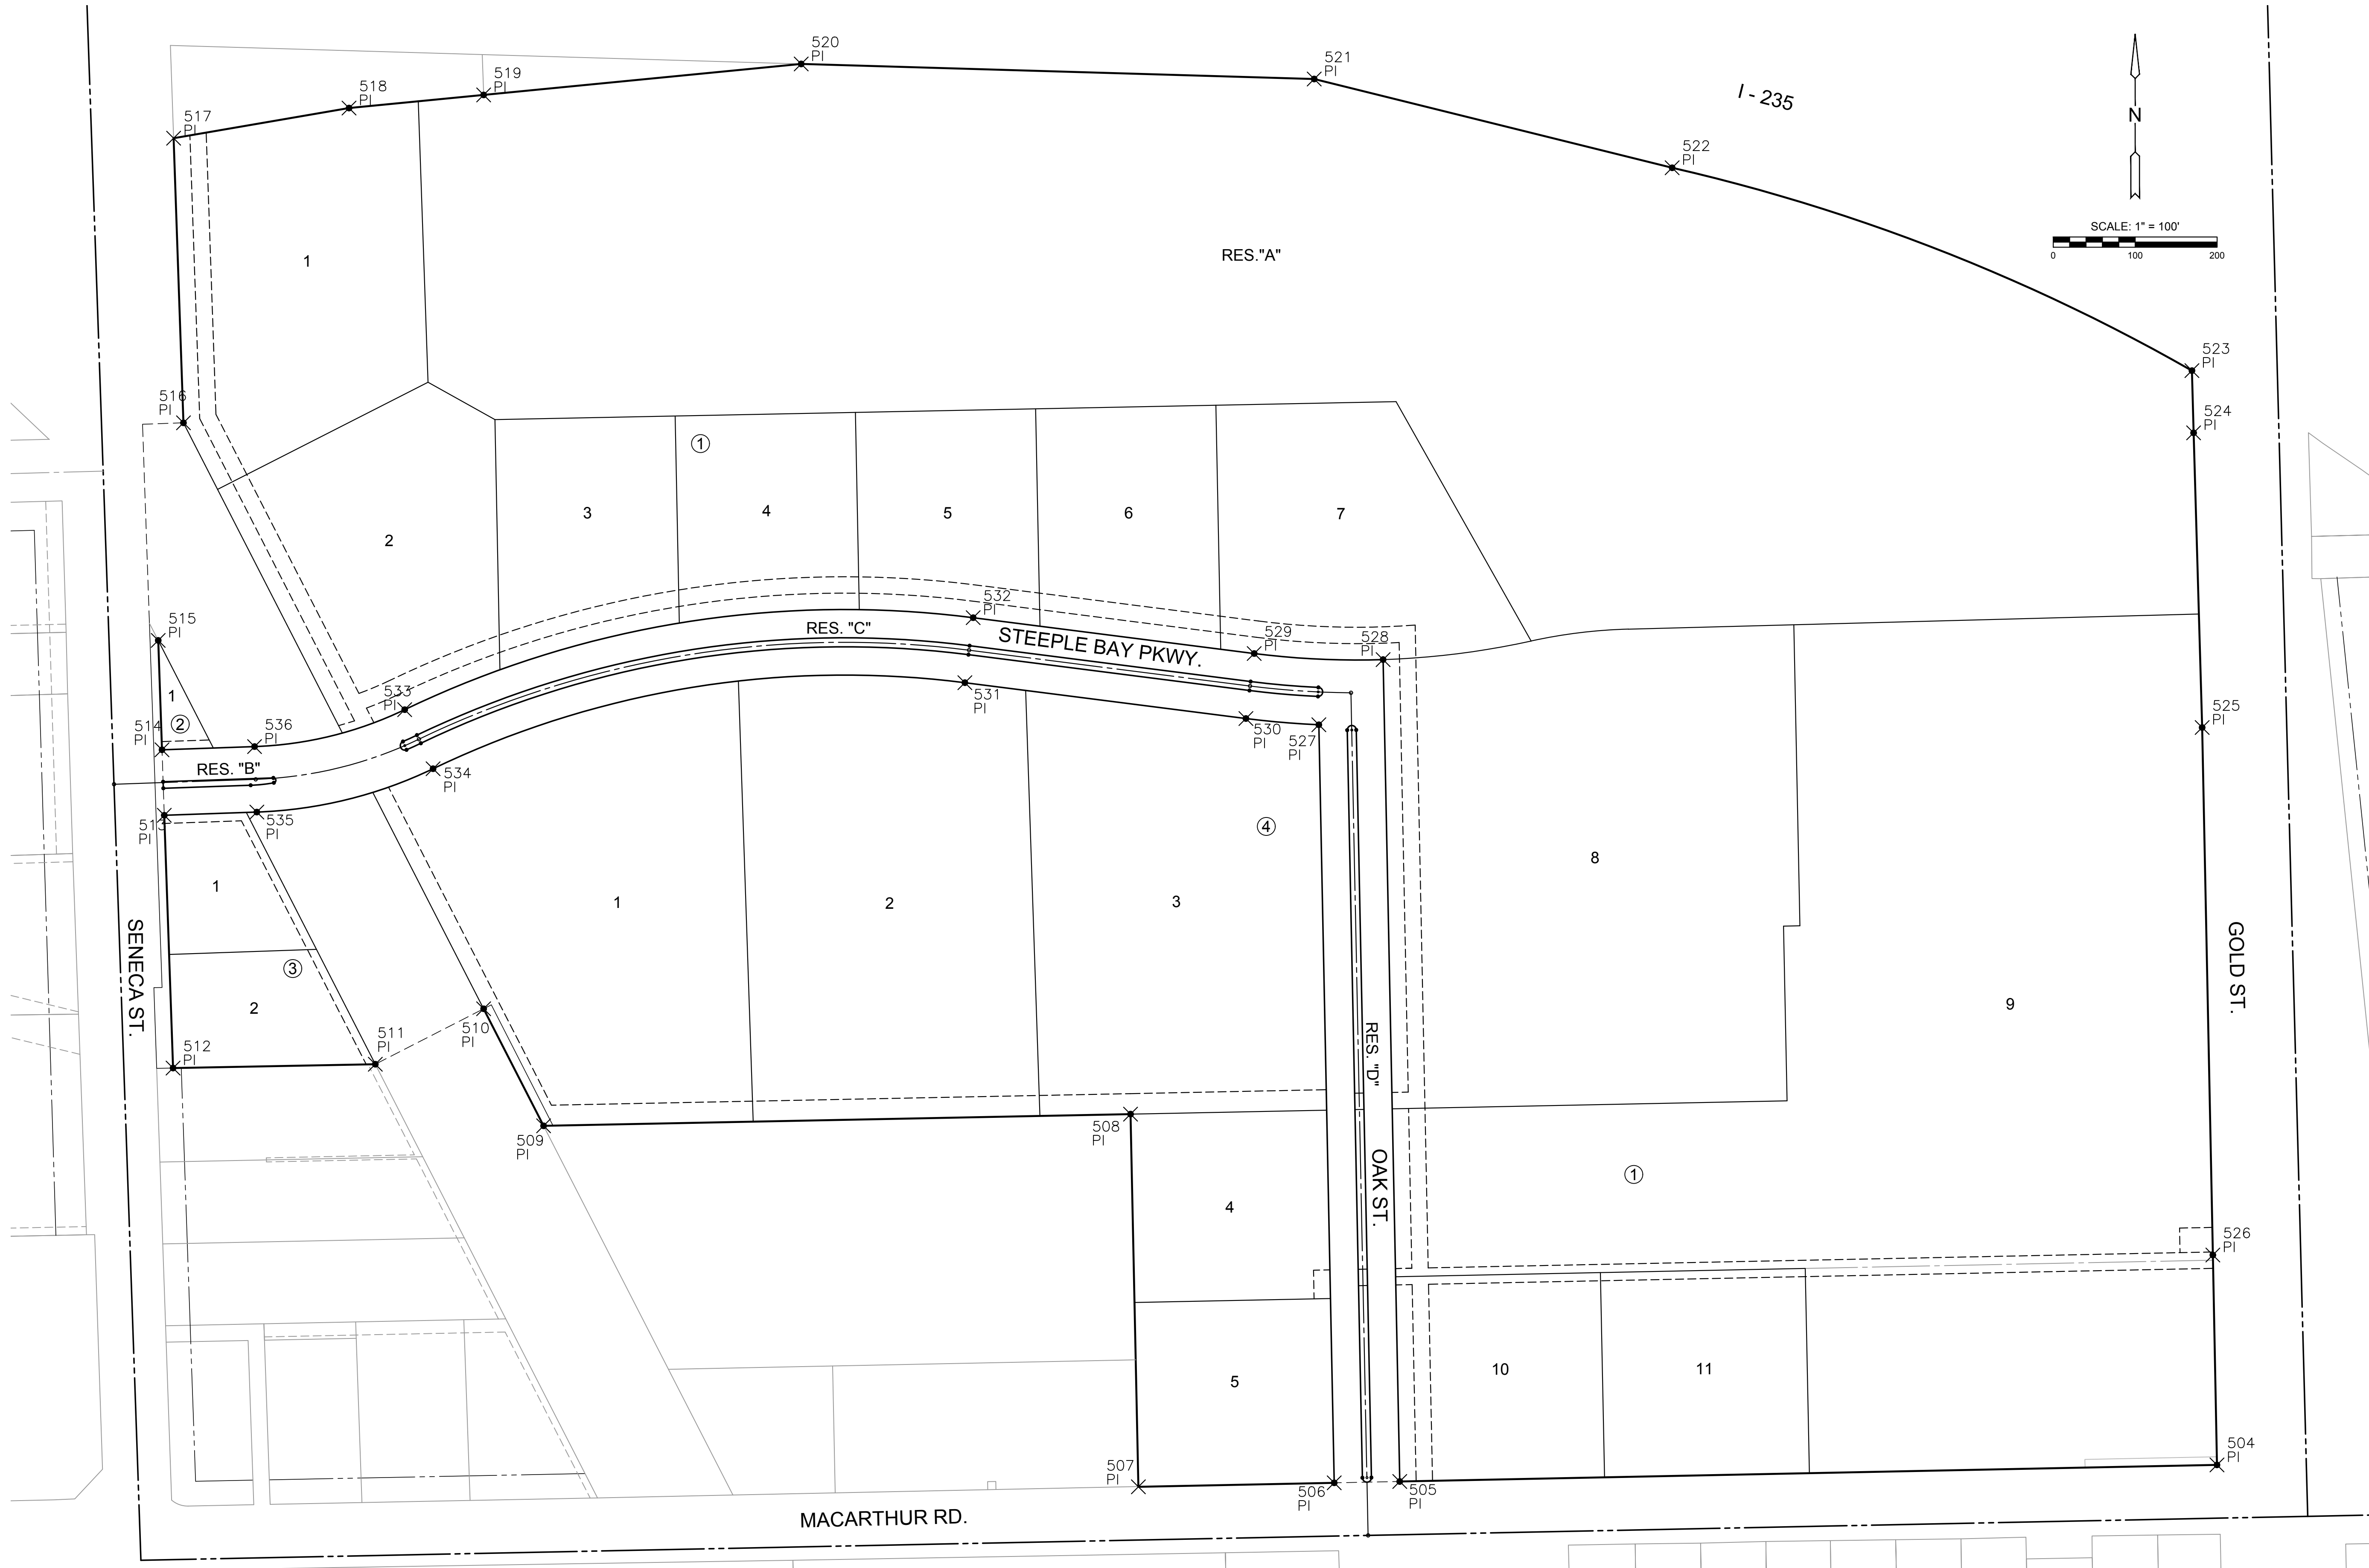 520
PI
521
PI
I - 235
519
PI
518
PI
517
PI
N
522
PI
SCALE: 1" = 100'
0 100 200
1
RES."A"
523
PI
516
PI
524
PI
1
2
3
4
5
6
7
532
PI
515
PI
RES. "C"
STEEPLE BAY PKWY.
529
PI
528
PI
1
2
533
PI
531
PI
514
PI
536
PI
530
PI
527
PI
525
PI
RES. "B"
534
PI
513
PI
535
PI
4
8
1
1
2
3
SENECA ST.
GOLD ST.
3
2
9
510
PI
511
PI
512
PI
RES. "D"
508
PI
509
PI
OAK ST.
1
4
526
PI
5
10
11
504
PI
507
PI
506
PI
505
PI
MACARTHUR RD.